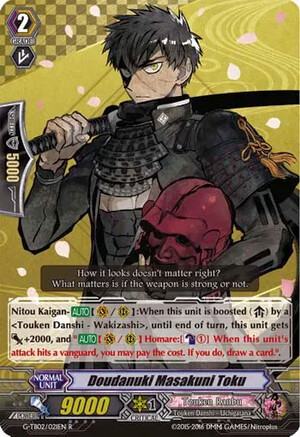 2
GRADE
5000
How it looks doesn't matter right?
What matters is if the weapon is strong or not.
Nitou Kaigan-AUTO[(V)/(R)]:When this unit is boosted ( ) by a
<Touken Danshi - Wakizashi>, until end of turn, this unit gets
+2000, and "AUTO[(V)/(R)] Homare:[ (1)] When this unit's
attack hits a vanguard, you may pay the cost. If you do, draw a card.".
NORMAL
UNIT
Doudanuki Masakuni Toku
POWER
9000
1
CRITICAL
Touken Ranbu
Touken Danshi - Uchigatana
G-TB02/021EN R
©2015-2016 DMM GAMES/Nitroplus